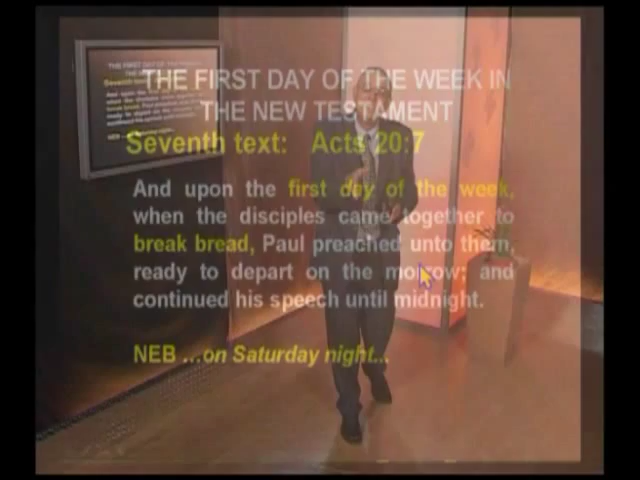 THE FIRST DAY OF THE WEEK IN
THE NEW TESTAMENT
Seventh text: Acts 20:7
And upon the first day of the week,
when the disciples came together to
break bread, Paul preached unto them,
ready to depart on the morrow; and
continued his speech until midnight.
NEB ...on Saturday night...